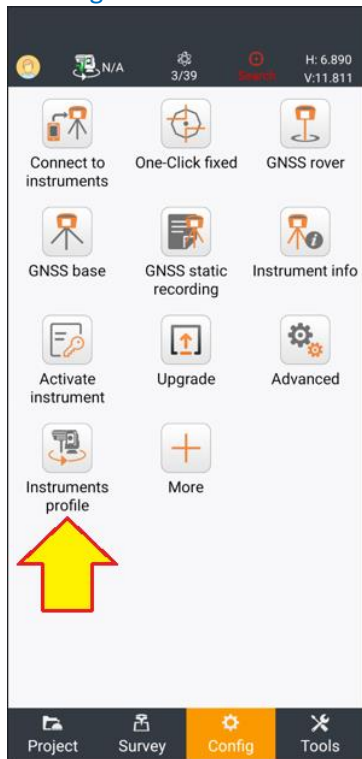 N/A
3/39
Search
H: 6.890
V:11.811
Connect to
instruments
One-Click fixed
GNSS rover
GNSS base
GNSS static
recording
Instrument info
Activate
instrument
Upgrade
Advanced
Instruments
profile
More
Project
Survey
Config
Tools